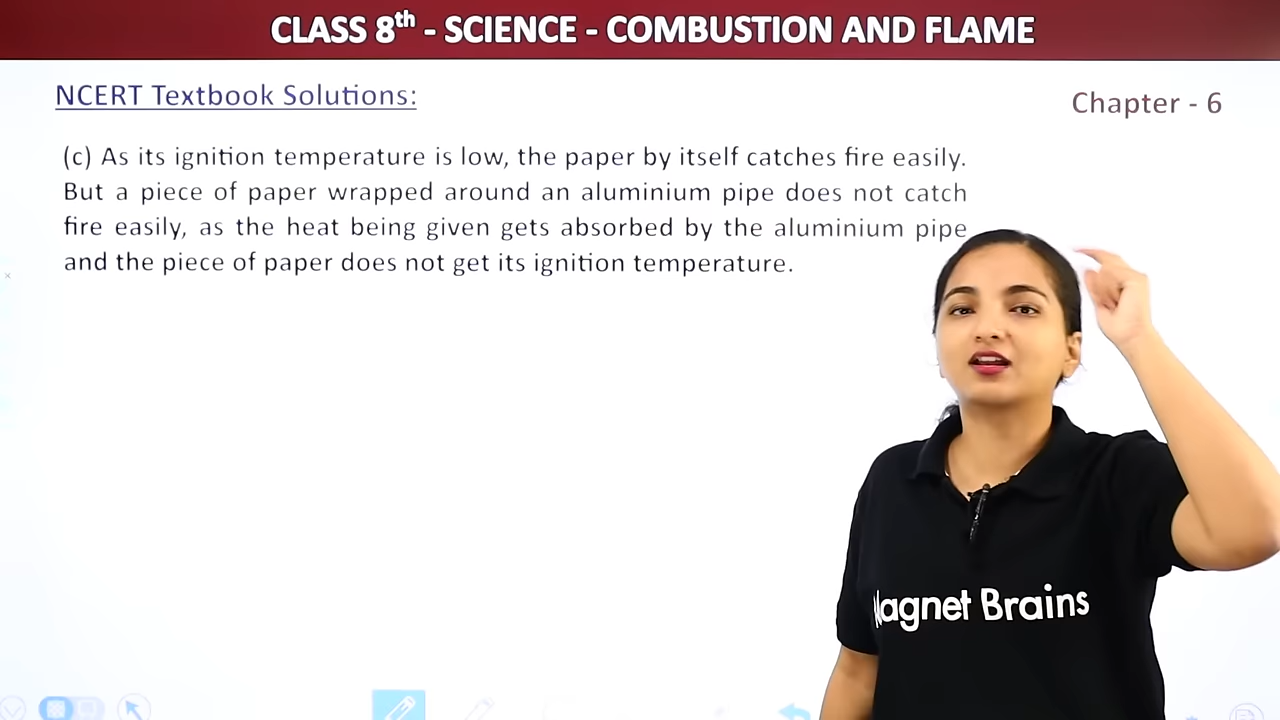 CLASS 8th - SCIENCE - COMBUSTION AND FLAME
NCERT Textbook Solutions:
Chapter - 6
(c) As its ignition temperature is low, the paper by itself catches fire easily.
But a piece of paper wrapped around an aluminium pipe does not catch
fire easily, as the heat being given gets absorbed by the aluminium pipe
and the piece of paper does not get its ignition temperature.
Magnet Brains